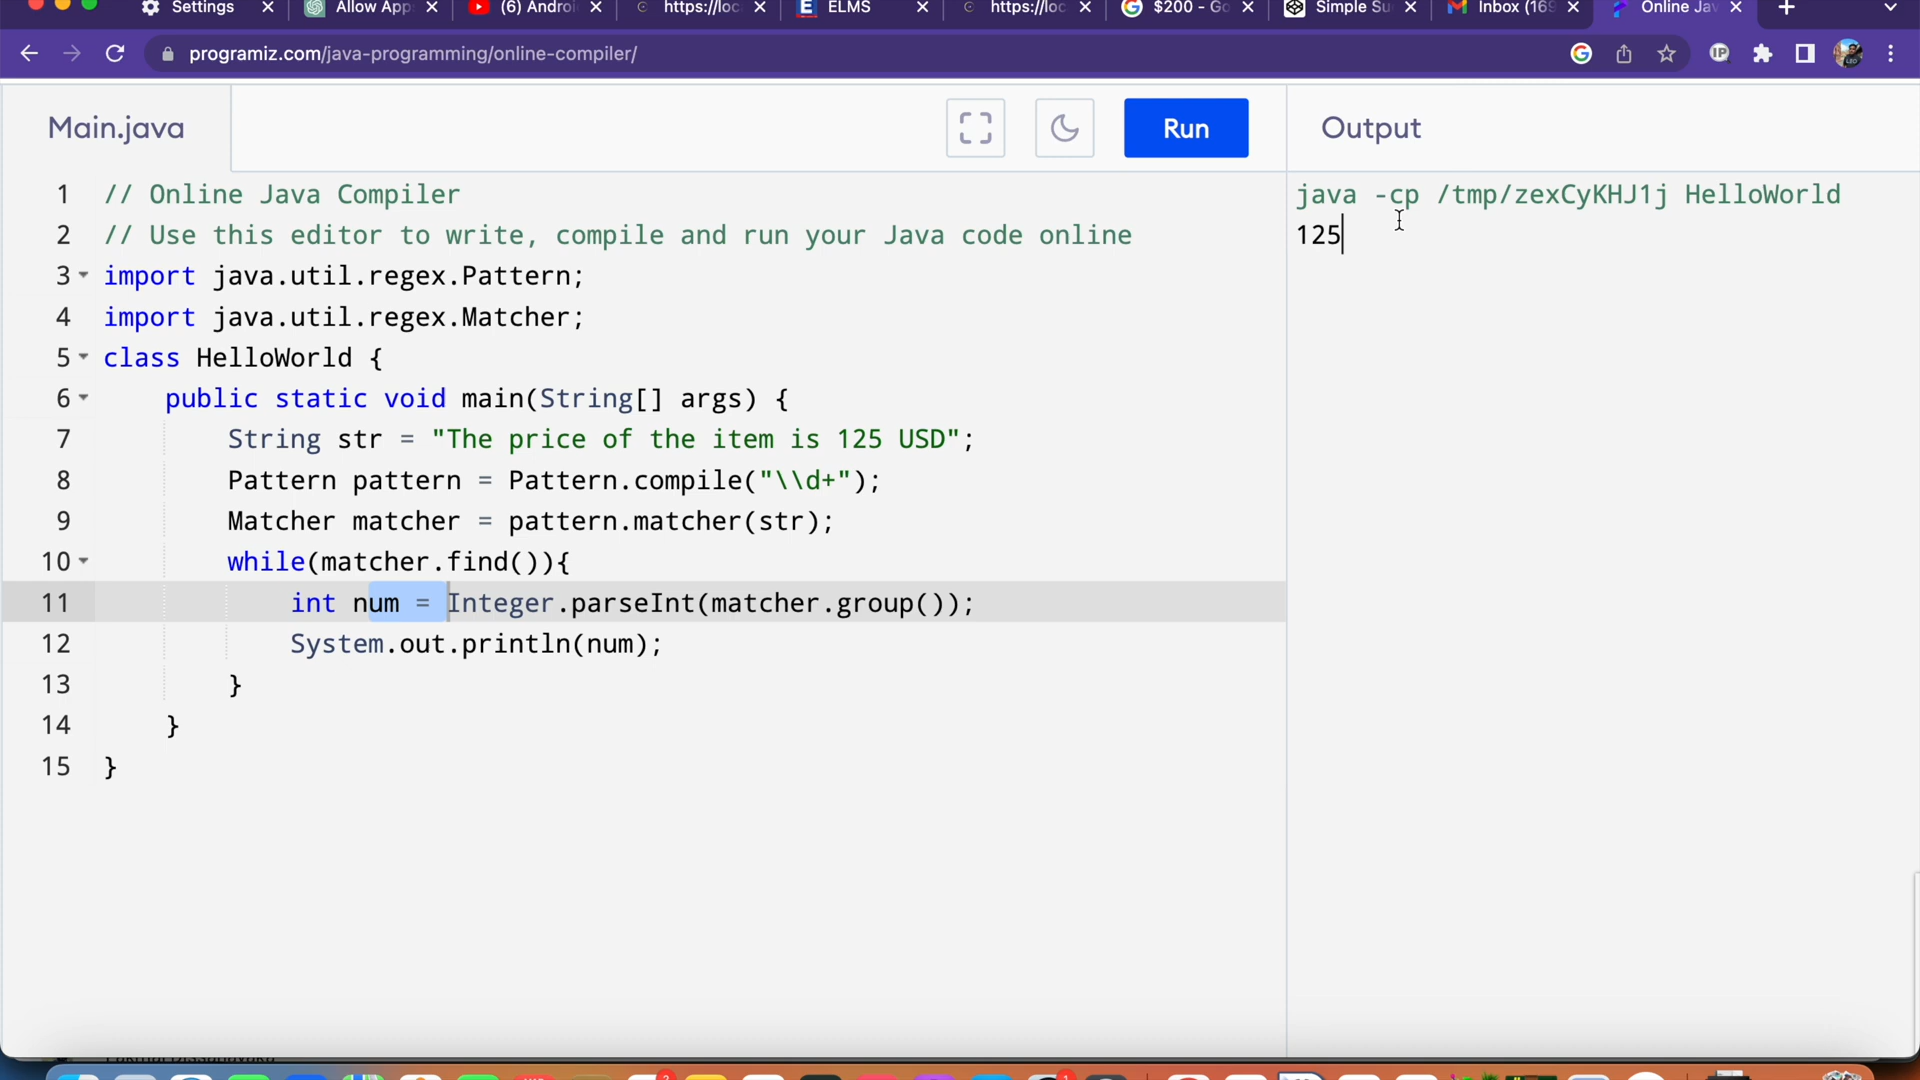 Settings
Allow App
(6) Androi
https://loc
ELMS
https://loc
$200 - Go
Simple Su
Inbox (169
Online Jav
programiz.com/java-programming/online-compiler/
Main.java
Run
Output
1 // Online Java Compiler
2 // Use this editor to write, compile and run your Java code online
3 import java.util.regex.Pattern;
4 import java.util.regex.Matcher;
5 class HelloWorld {
6 public static void main(String[] args) {
7 String str = "The price of the item is 125 USD";
8 Pattern pattern = Pattern.compile("\\d+");
9 Matcher matcher = pattern.matcher(str);
10 while(matcher.find()){
11 int num = Integer.parseInt(matcher.group());
12 System.out.println(num);
13 }
14 }
15 }
java -cp /tmp/zexCyKHJ1j HelloWorld
125